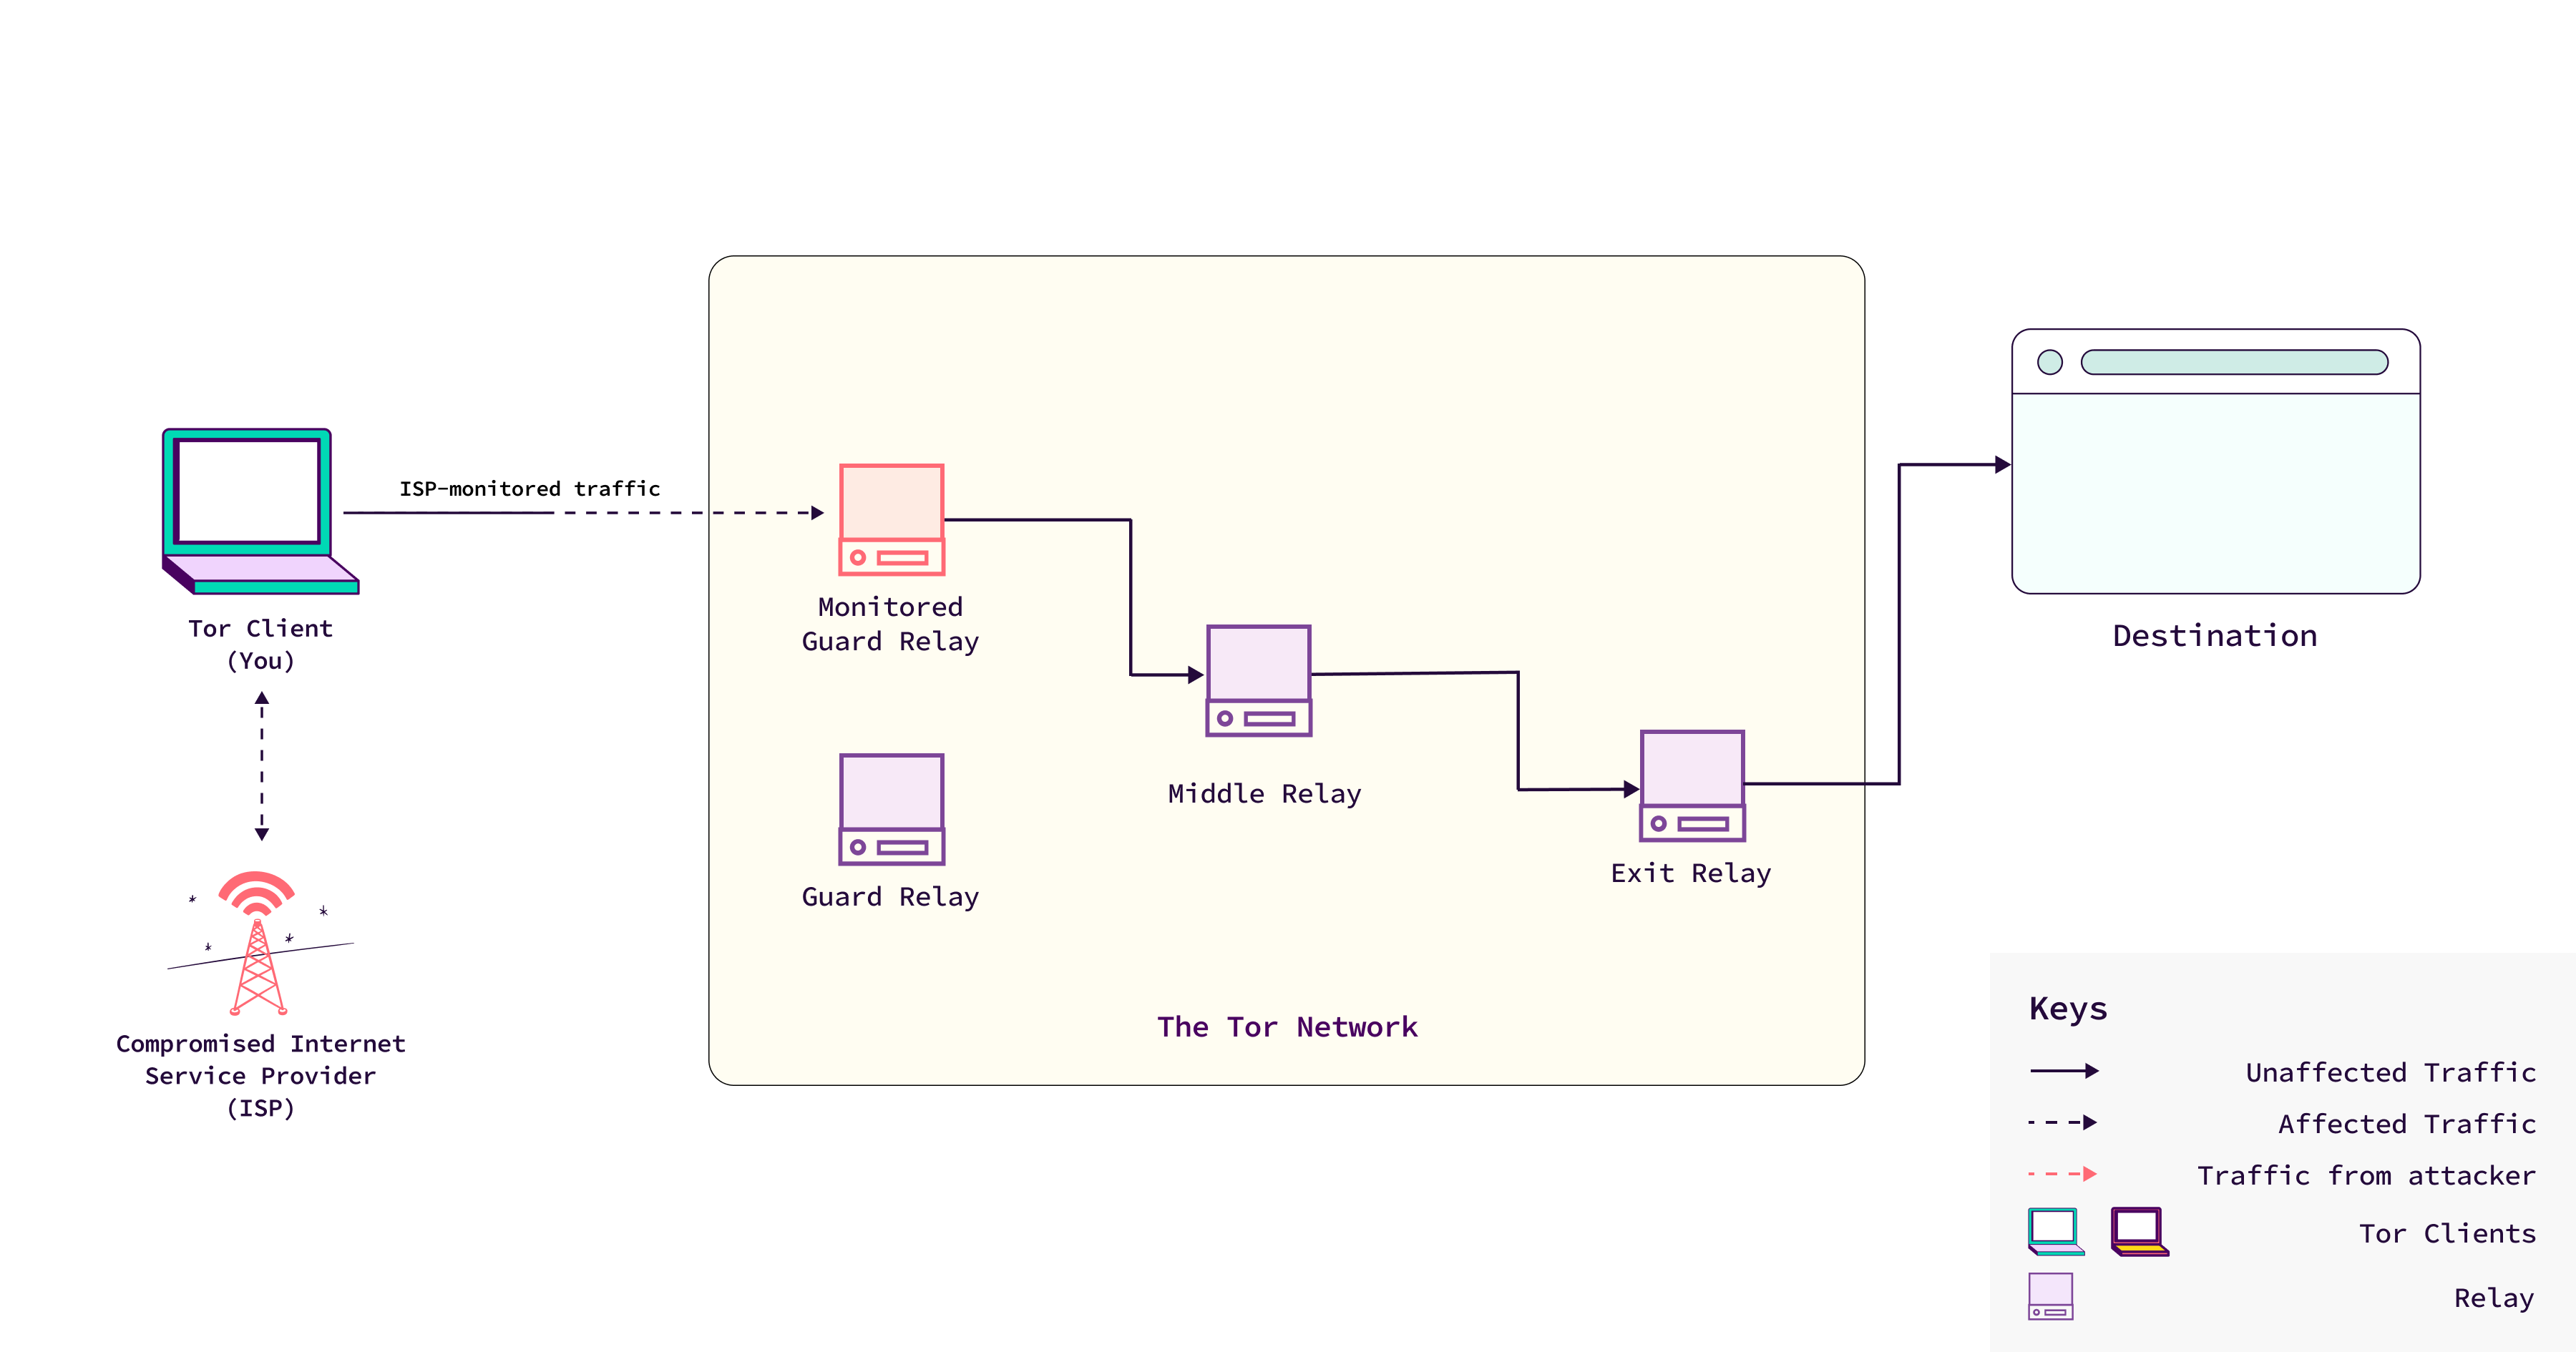 ISP-monitored traffic
Tor Client
(You)
Compromised Internet
Service Provider
(ISP)
Monitored
Guard Relay
Guard Relay
Middle Relay
Exit Relay
The Tor Network
Destination
Keys
Unaffected Traffic
Affected Traffic
Traffic from attacker
Tor Clients
Relay